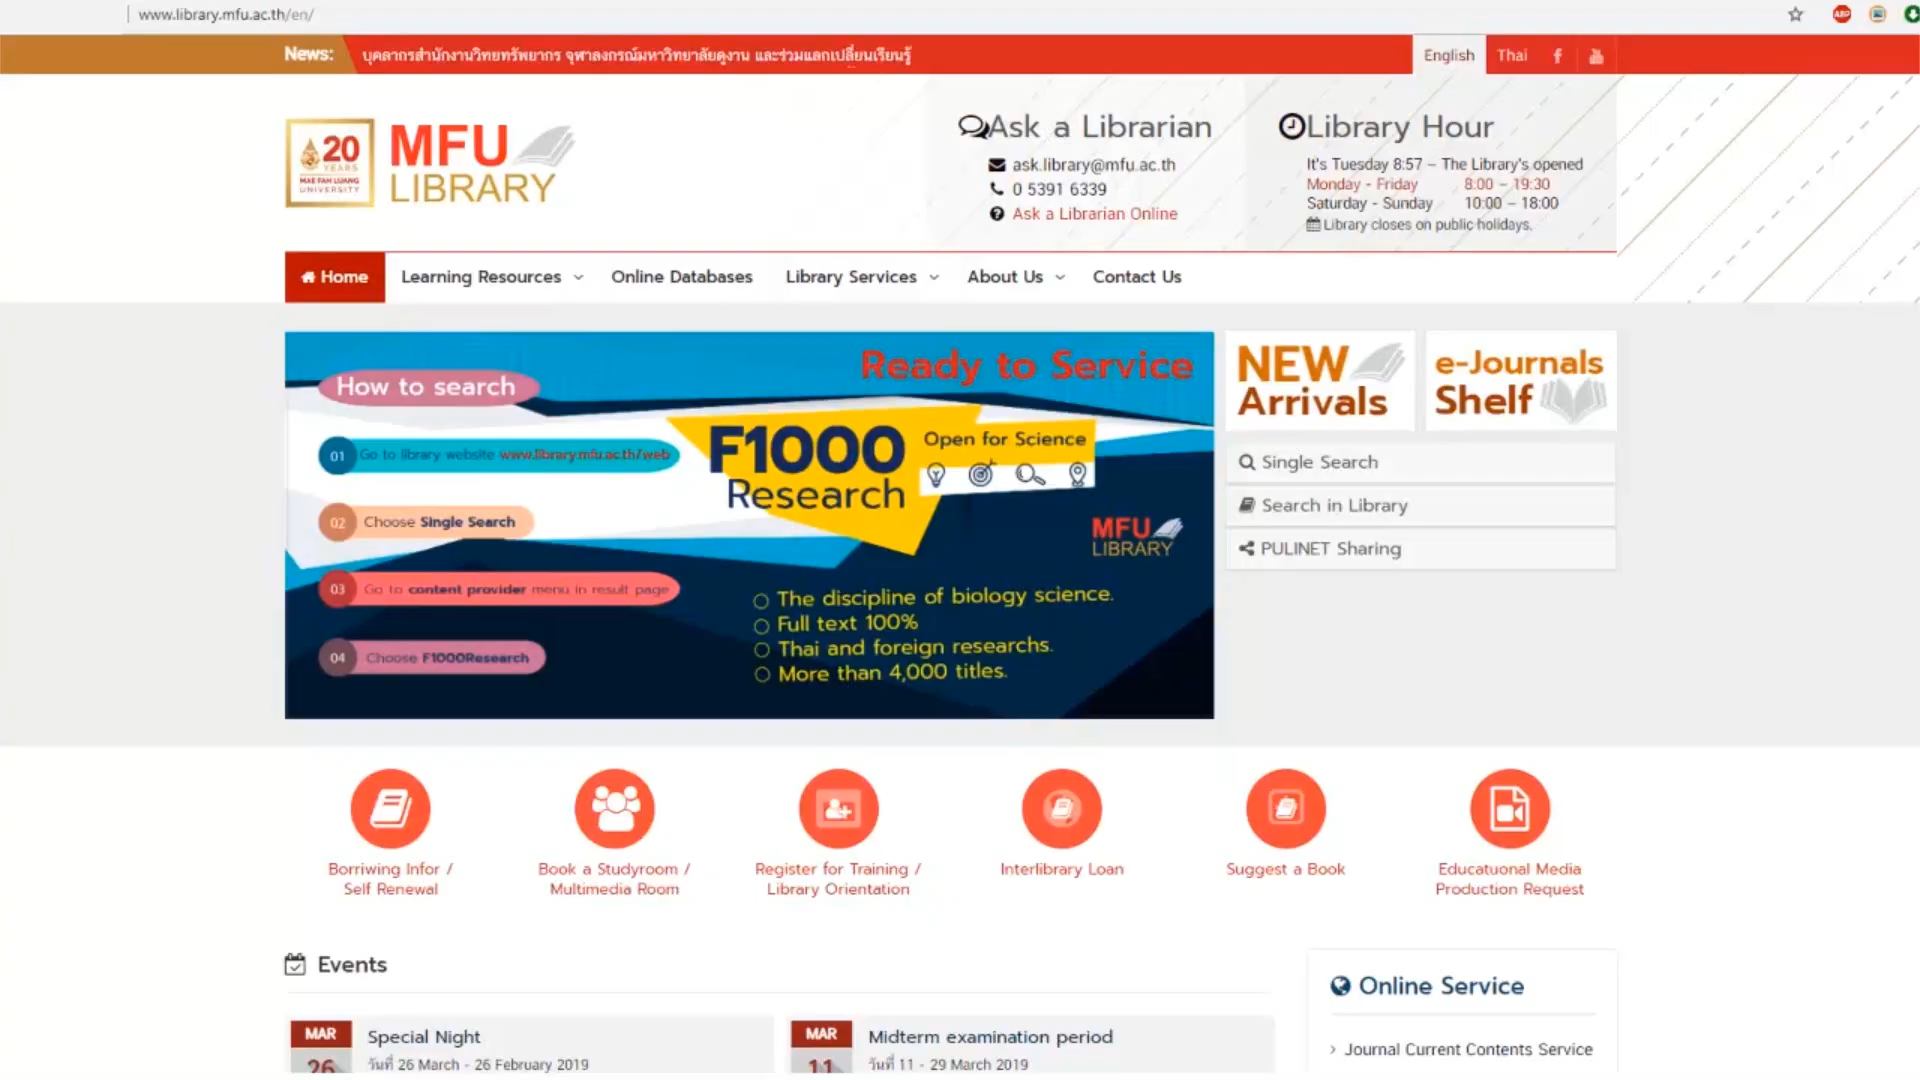 www.library.mfu.ac.th/en/
News:
บุคลากรสำนักงานวิทยทรัพยากร จุฬาลงกรณ์มหาวิทยาลัยดูงาน และร่วมแลกเปลี่ยนเรียนรู้
English
Thai
20
YEARS
MAE FAH LUANG
UNIVERSITY
MFU
LIBRARY
Ask a Librarian
ask.library@mfu.ac.th
0 5391 6339
Ask a Librarian Online
Library Hour
It's Tuesday 8:57 – The Library's opened
Monday - Friday 8:00 – 19:30
Saturday - Sunday 10:00 – 18:00
Library closes on public holidays.
Home
Learning Resources
Online Databases
Library Services
About Us
Contact Us
Ready to Service
How to search
01 Go to library website www.library.mfu.ac.th/web
02 Choose Single Search
03 Go to content provider menu in result page
04 Choose F1000Research
F1000
Research
Open for Science
MFU
LIBRARY
The discipline of biology science.
Full text 100%
Thai and foreign researchs.
More than 4,000 titles.
NEW
Arrivals
e-Journals
Shelf
Single Search
Search in Library
PULINET Sharing
Borriwing Infor /
Self Renewal
Book a Studyroom /
Multimedia Room
Register for Training /
Library Orientation
Interlibrary Loan
Suggest a Book
Educatuonal Media
Production Request
Events
MAR
26
Special Night
วันที่ 26 March - 26 February 2019
MAR
11
Midterm examination period
วันที่ 11 - 29 March 2019
Online Service
Journal Current Contents Service